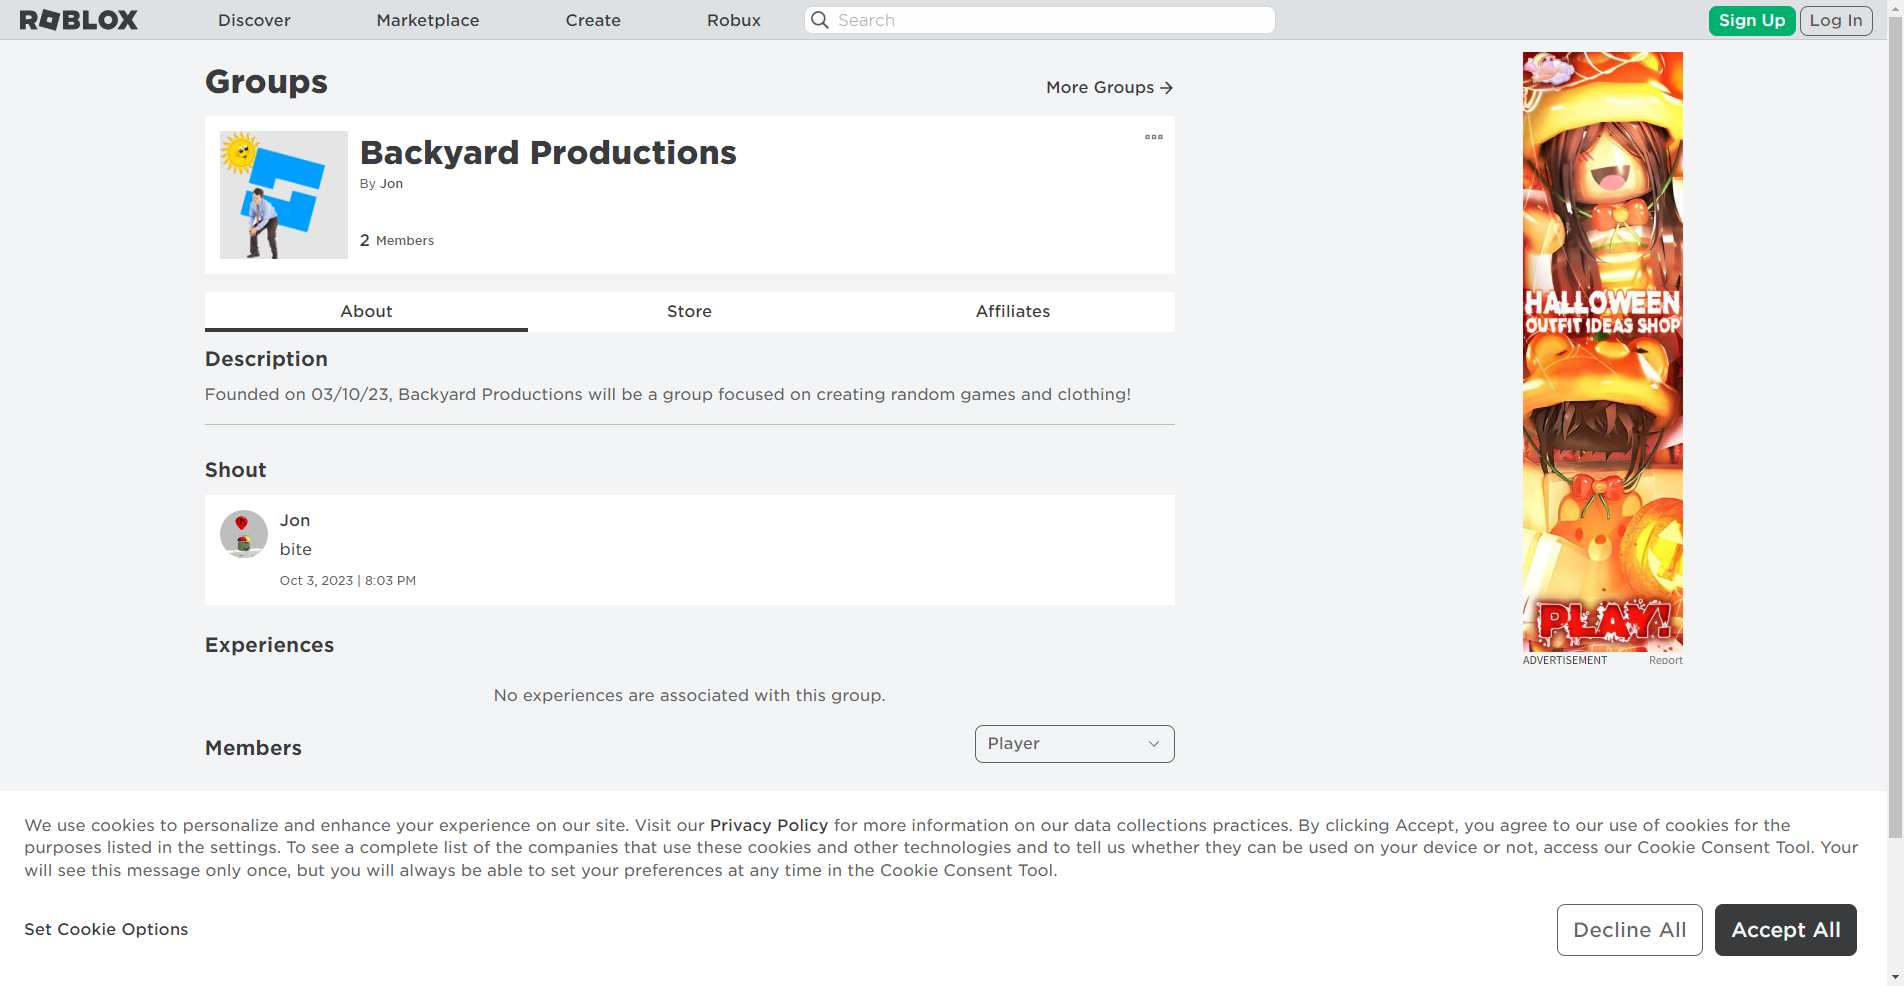 ROBLOX
Discover
Marketplace
Create
Robux
Search
Sign Up
Log In
Groups
More Groups →
Backyard Productions
By Jon
2 Members
About
Store
Affiliates
Description
Founded on 03/10/23, Backyard Productions will be a group focused on creating random games and clothing!
Shout
Jon
bite
Oct 3, 2023 | 8:03 PM
Experiences
No experiences are associated with this group.
Members
Player
HALLOWEEN
OUTFIT IDEAS SHOP
PLAY!
ADVERTISEMENT
Report
We use cookies to personalize and enhance your experience on our site. Visit our Privacy Policy for more information on our data collections practices. By clicking Accept, you agree to our use of cookies for the
purposes listed in the settings. To see a complete list of the companies that use these cookies and other technologies and to tell us whether they can be used on your device or not, access our Cookie Consent Tool. Your
will see this message only once, but you will always be able to set your preferences at any time in the Cookie Consent Tool.
Set Cookie Options
Decline All
Accept All